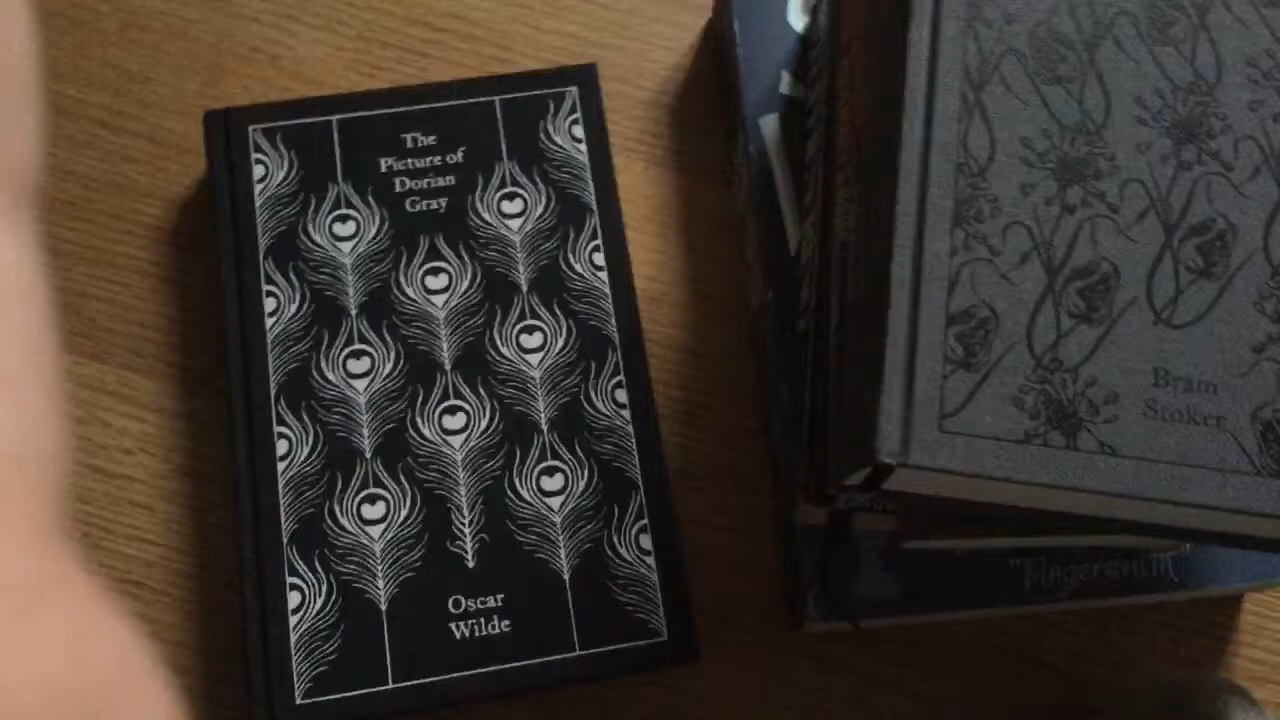 The
Picture of
Dorian
Gray
Oscar
Wilde
Bram
Stoker